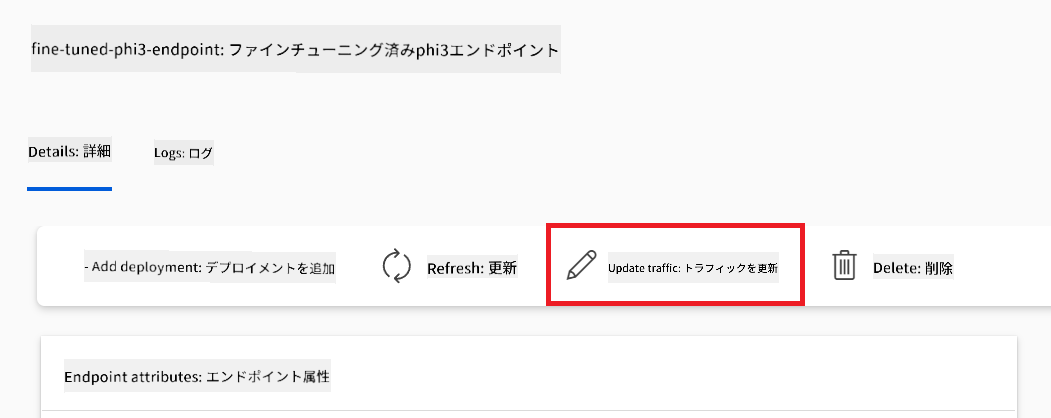 fine-tuned-phi3-endpoint: ファインチューニング済みphi3エンドポイント
Details: 詳細
Logs: ログ
- Add deployment: デプロイメントを追加
Refresh: 更新
Update traffic: トラフィックを更新
Delete: 削除
Endpoint attributes: エンドポイント属性